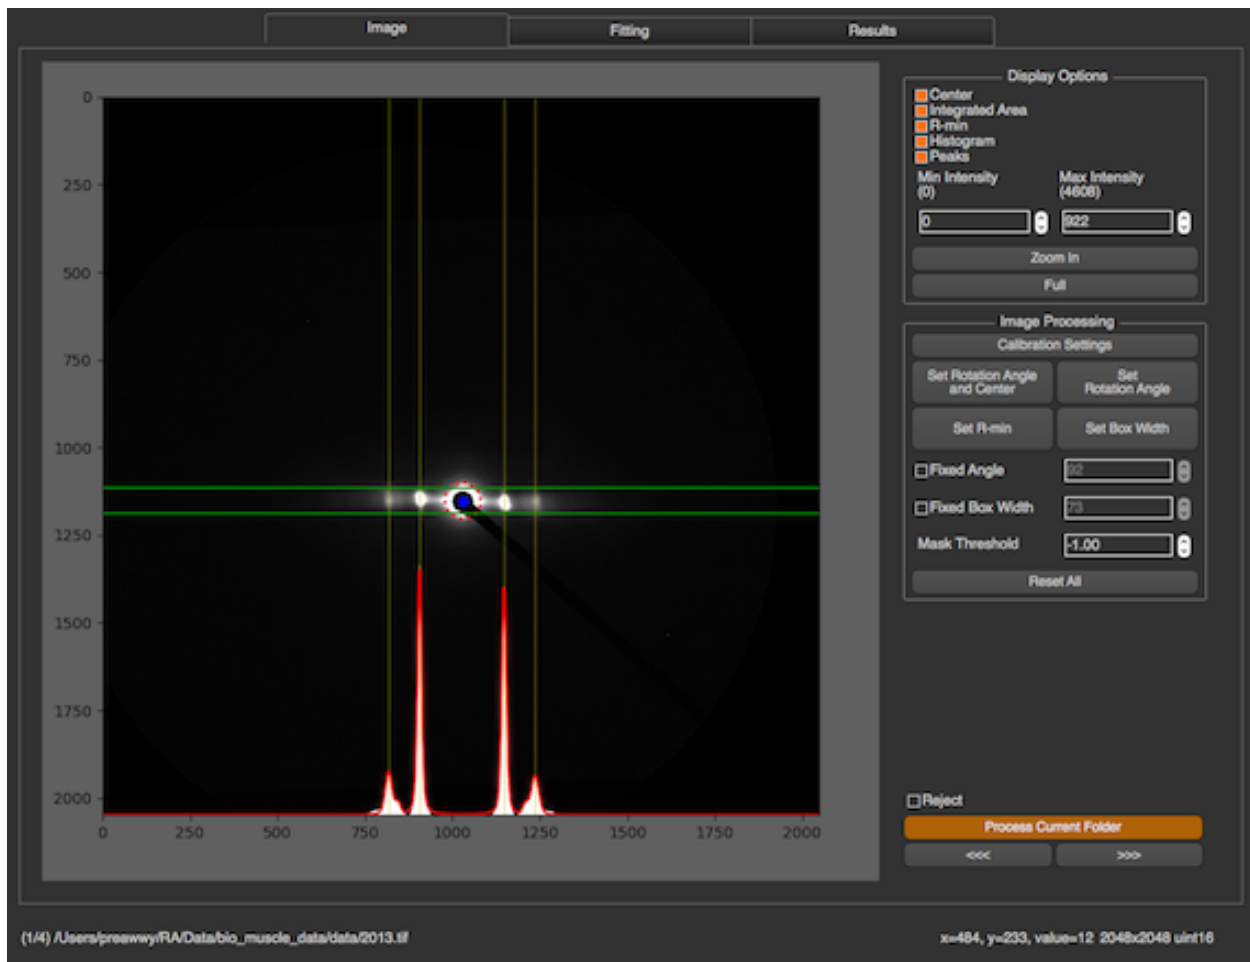 Image Fitting Results
Display Options
Center
Integrated Area
R-min
Histogram
Peaks
Min Intensity Max Intensity
(0) (4608)
0 922
Zoom In
Full
Image Processing
Calibration Settings
Set Rotation Angle Set
and Center Rotation Angle
Set R-min Set Box Width
Fixed Angle 92
Fixed Box Width 73
Mask Threshold -1.00
Reset All
Reject
Process Current Folder
<<< >>>
0
250
500
750
1000
1250
1500
1750
2000
0 250 500 750 1000 1250 1500 1750 2000
(1/4) /Users/preawwy/RA/Data/bio_muscle_data/data/2013.tif
x=484, y=233, value=12 2048x2048 uint16